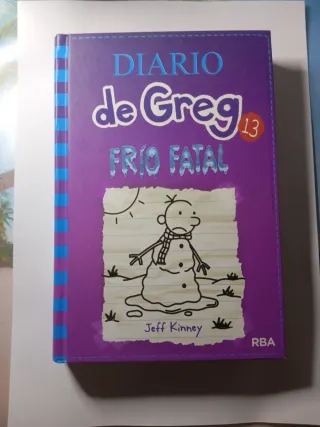 DIARIO
de Greg
13
FRÍO FATAL
Jeff Kinney
RBA